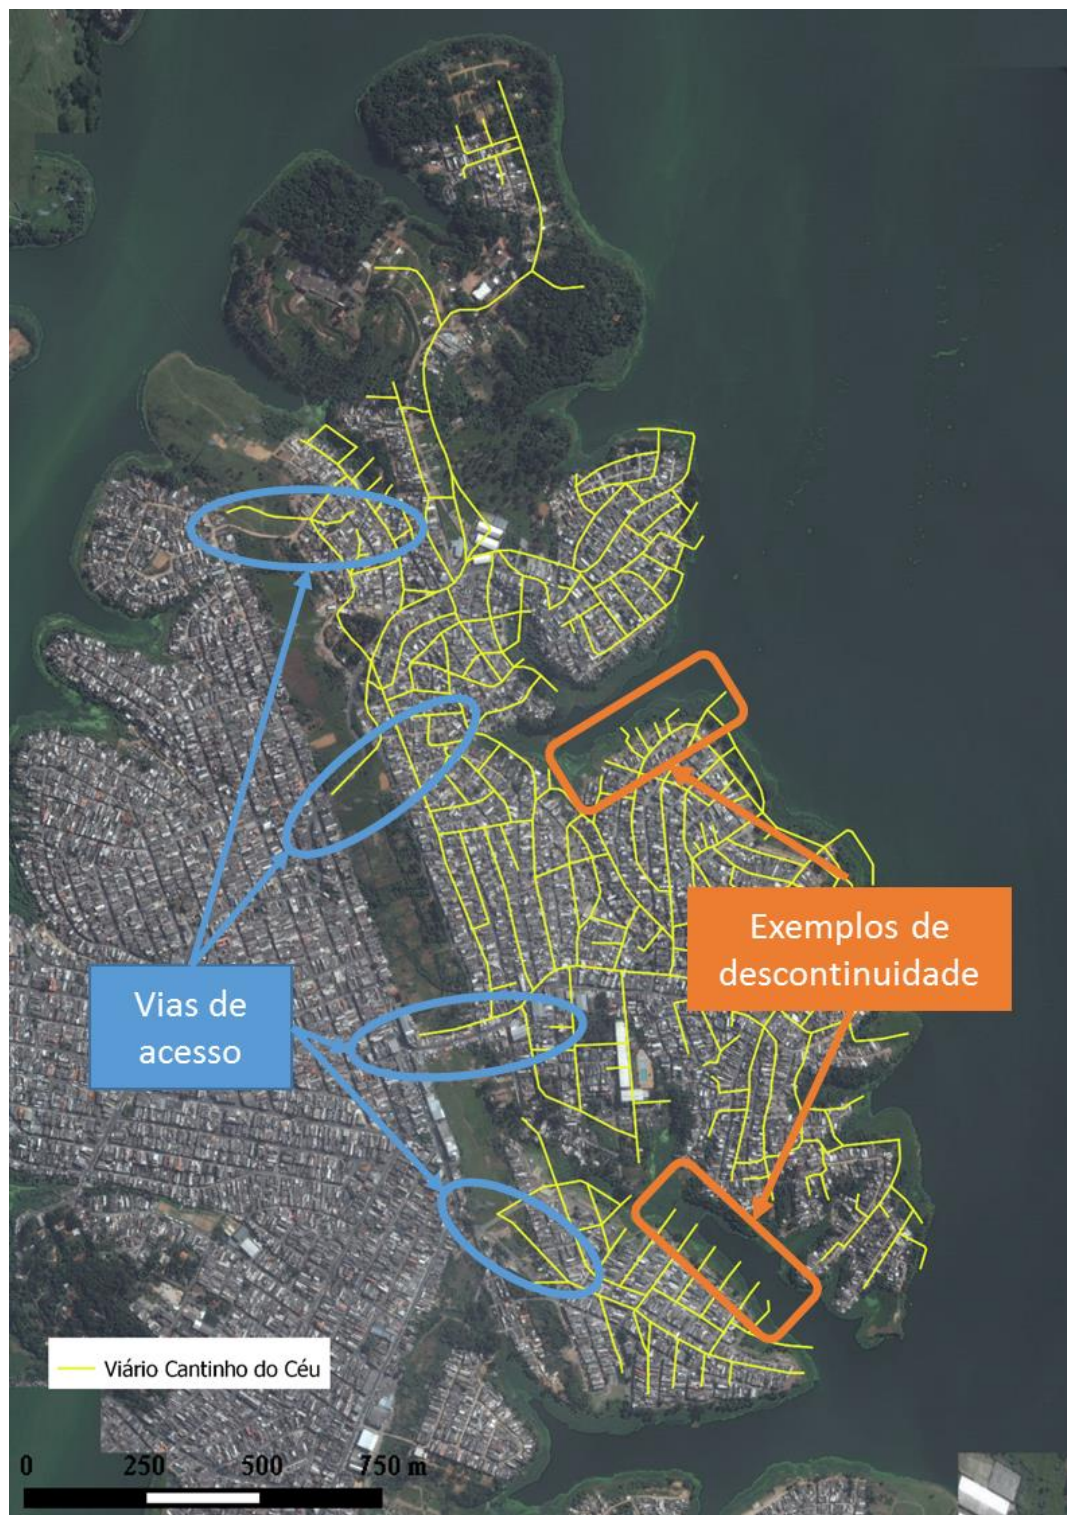 Exemplos de
descontinuidade
Vias de
acesso
Viário Cantinho do Céu
0 250 500 750 m